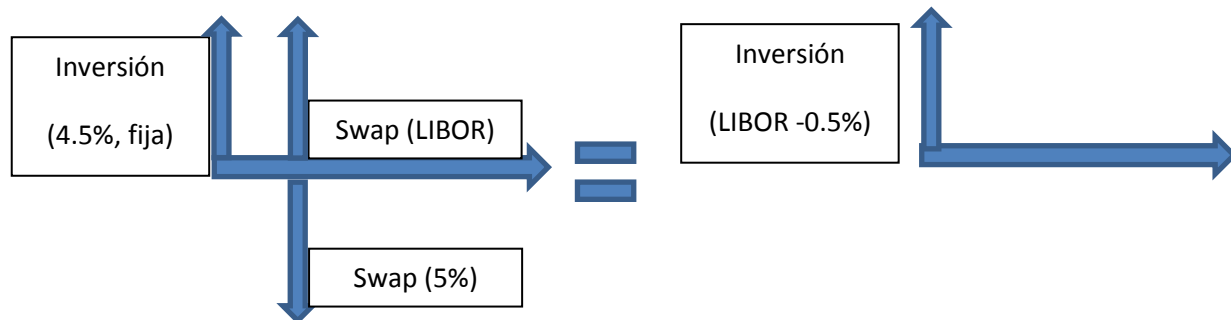 Inversión
(4.5%, fija)
Swap (LIBOR)
Swap (5%)
Inversión
(LIBOR -0.5%)